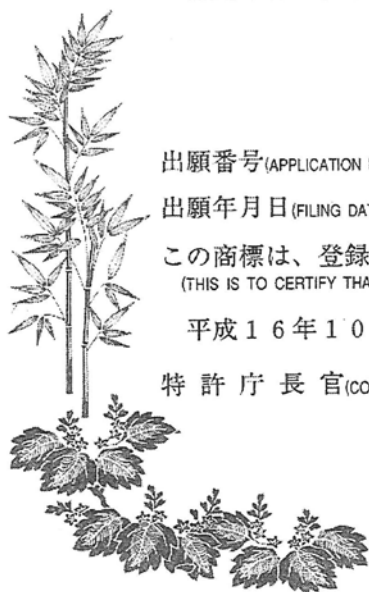 出願番号(APPLICATION
出願年月日(FILING DAT
この商標は、登録
(THIS IS TO CERTIFY THA
平成16年10
特許庁長官(CO